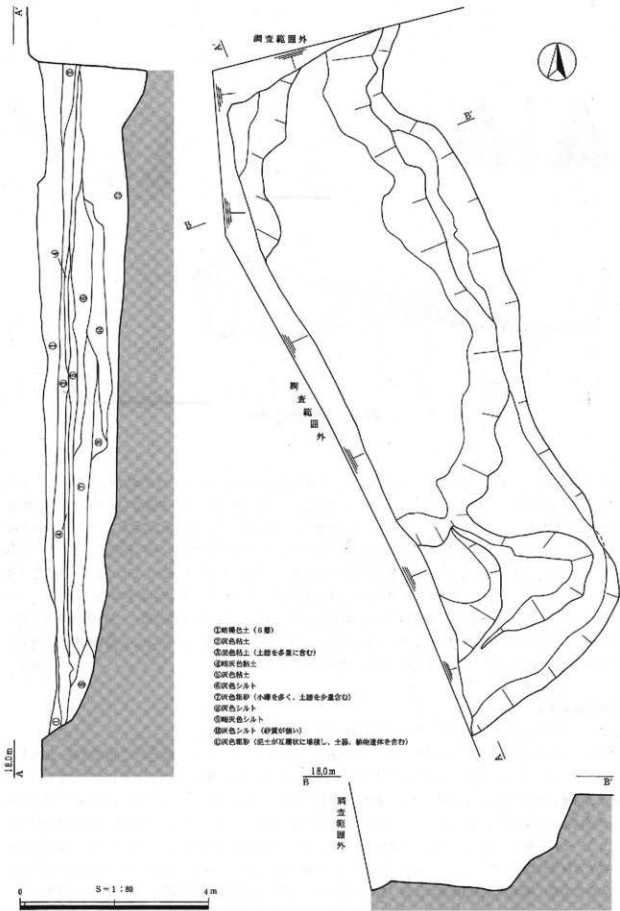 A'
調査範囲外
A'
B'
B
調査範囲外
①暗褐色土（6層）
②灰色粘土
③灰色粘土（土器を多量に含む）
④暗灰色粘土
⑤灰色粘土
⑥灰色シルト
⑦灰色粗砂（小礫を多く、土器を少量含む）
⑧灰色シルト
⑨暗灰色シルト
⑩灰色シルト（砂質が強い）
⑪灰色粗砂（泥土が互層状に堆積し、土器、植物遺体を含む）
18.0m
A
A
18.0m
B
B'
調査範囲外
0
S=1:80
4m